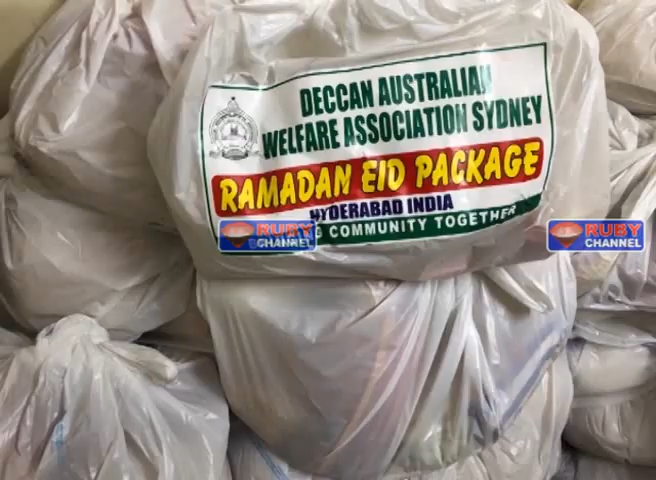 DECCAN AUSTRALIAN
WELFARE ASSOCIATION SYDNEY
RAMADAN EID PACKAGE
HYDERABAD INDIA
COMMUNITY TOGETHER
RUBY
CHANNEL
RUBY
CHANNEL